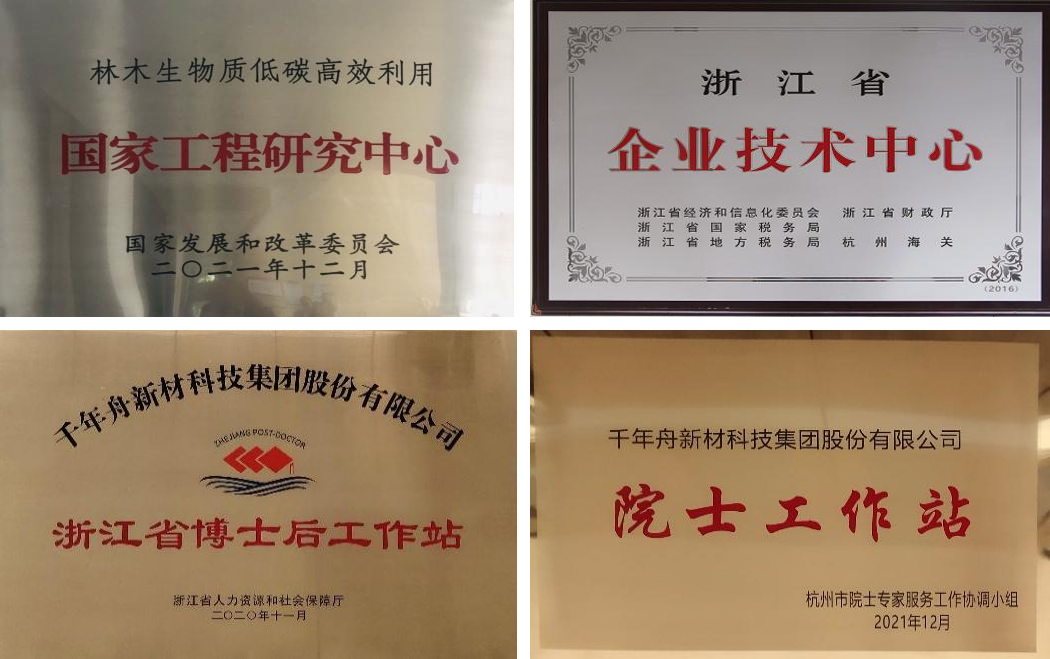 林木生物质低碳高效利用
国家工程研究中心
国家发展和改革委员会
二〇二一年十二月
浙江省
企业技术中心
浙江省经济和信息化委员会 浙江省财政厅
浙江省国家税务局
浙江省地方税务局 杭州海关
(2016)
千年舟新材科技集团股份有限公司
ZHEJIANG POST-DOCTOR
浙江省博士后工作站
浙江省人力资源和社会保障厅
二〇二〇年十一月
千年舟新材科技集团股份有限公司
院士工作站
杭州市院士专家服务工作协调小组
2021年12月